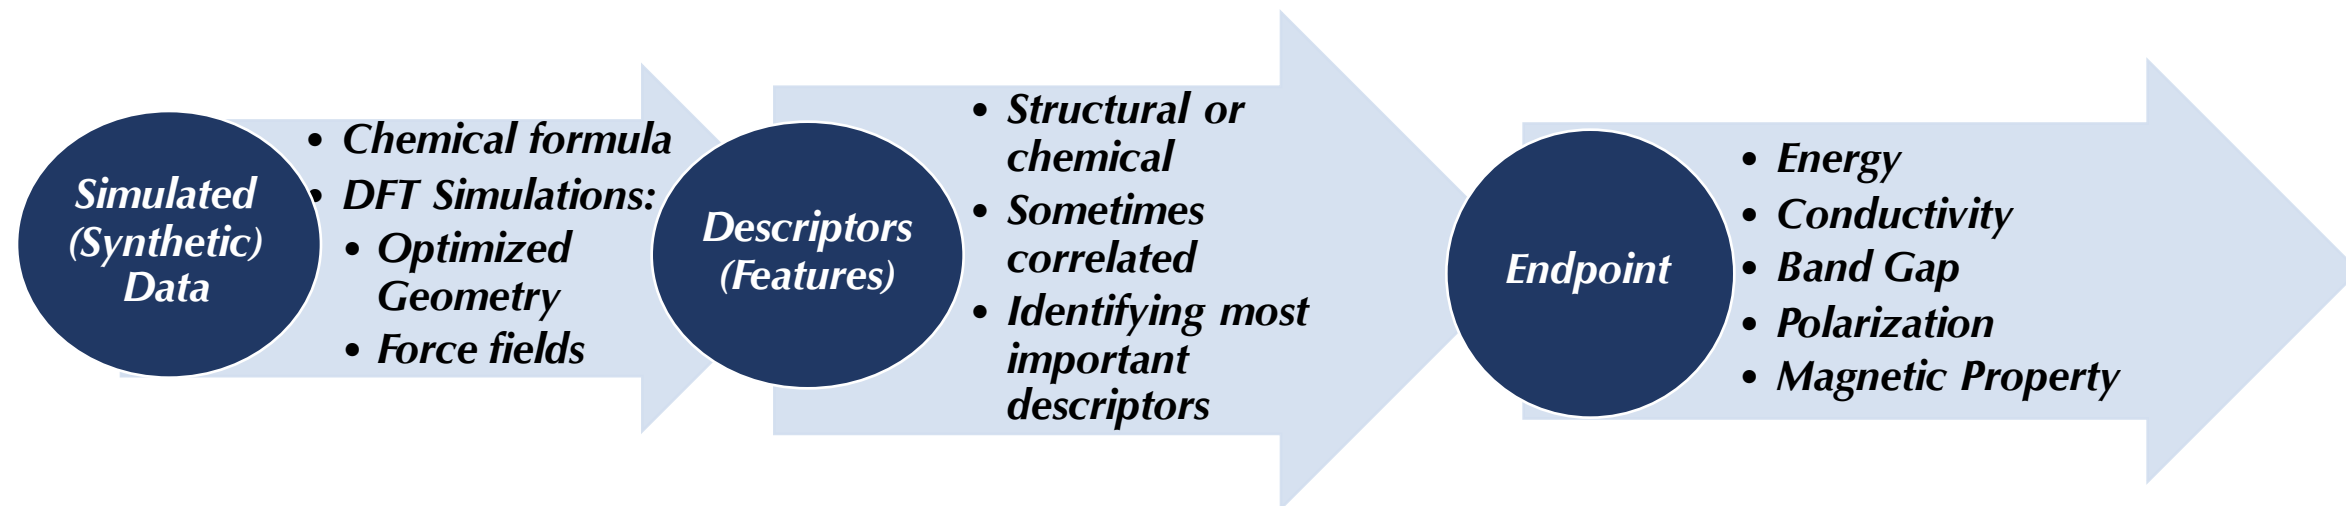 Simulated
(Synthetic)
Data
• Chemical formula
• DFT Simulations:
• Optimized
Geometry
• Force fields
Descriptors
(Features)
• Structural or
chemical
• Sometimes
correlated
• Identifying most
important
descriptors
Endpoint
• Energy
• Conductivity
• Band Gap
• Polarization
• Magnetic Property